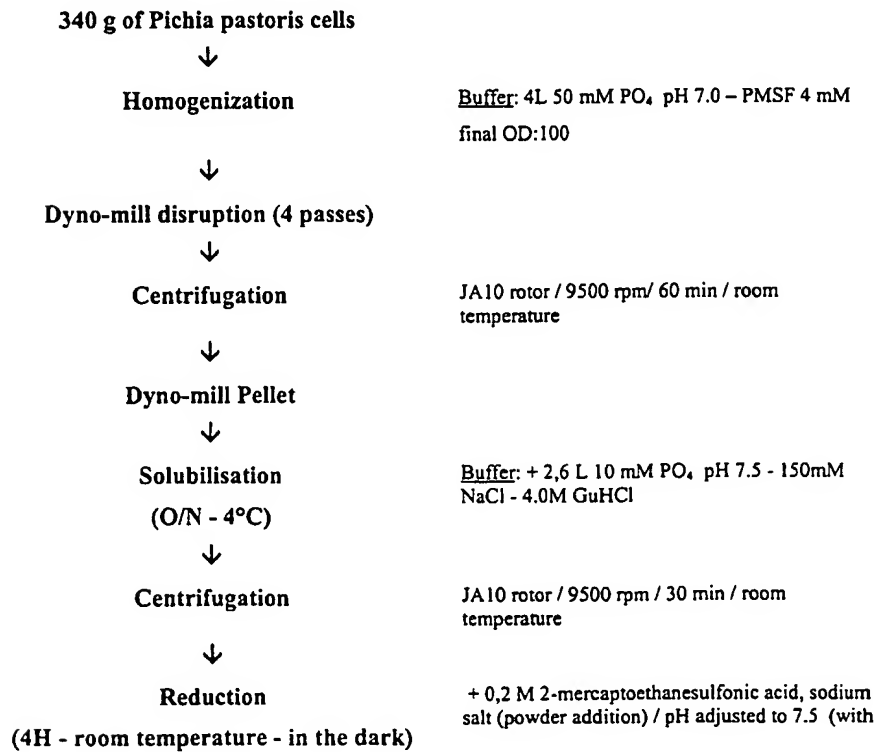 340 g of Pichia pastoris cells
↓
Homogenization
Buffer: 4L 50 mM PO₄ pH 7.0 – PMSF 4 mM
final OD:100
↓
Dyno-mill disruption (4 passes)
↓
Centrifugation
JA10 rotor / 9500 rpm/ 60 min / room
temperature
↓
Dyno-mill Pellet
↓
Solubilisation
(O/N - 4°C)
Buffer: + 2,6 L 10 mM PO₄ pH 7.5 - 150mM
NaCl - 4.0M GuHCl
↓
Centrifugation
JA10 rotor / 9500 rpm / 30 min / room
temperature
↓
Reduction
(4H - room temperature - in the dark)
+ 0,2 M 2-mercaptoethanesulfonic acid, sodium
salt (powder addition) / pH adjusted to 7.5 (with